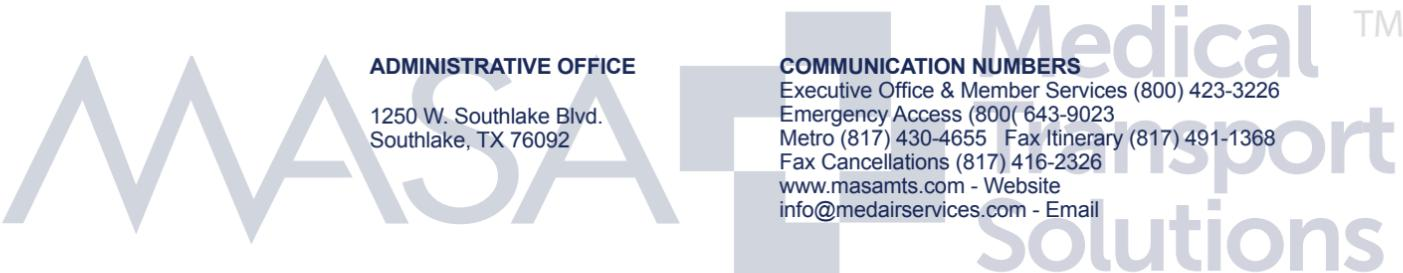 MASA
Medical TM
Transport
Solutions
ADMINISTRATIVE OFFICE
1250 W. Southlake Blvd.
Southlake, TX 76092
COMMUNICATION NUMBERS
Executive Office & Member Services (800) 423-3226
Emergency Access (800( 643-9023
Metro (817) 430-4655 Fax Itinerary (817) 491-1368
Fax Cancellations (817) 416-2326
www.masamts.com - Website
info@medairservices.com - Email